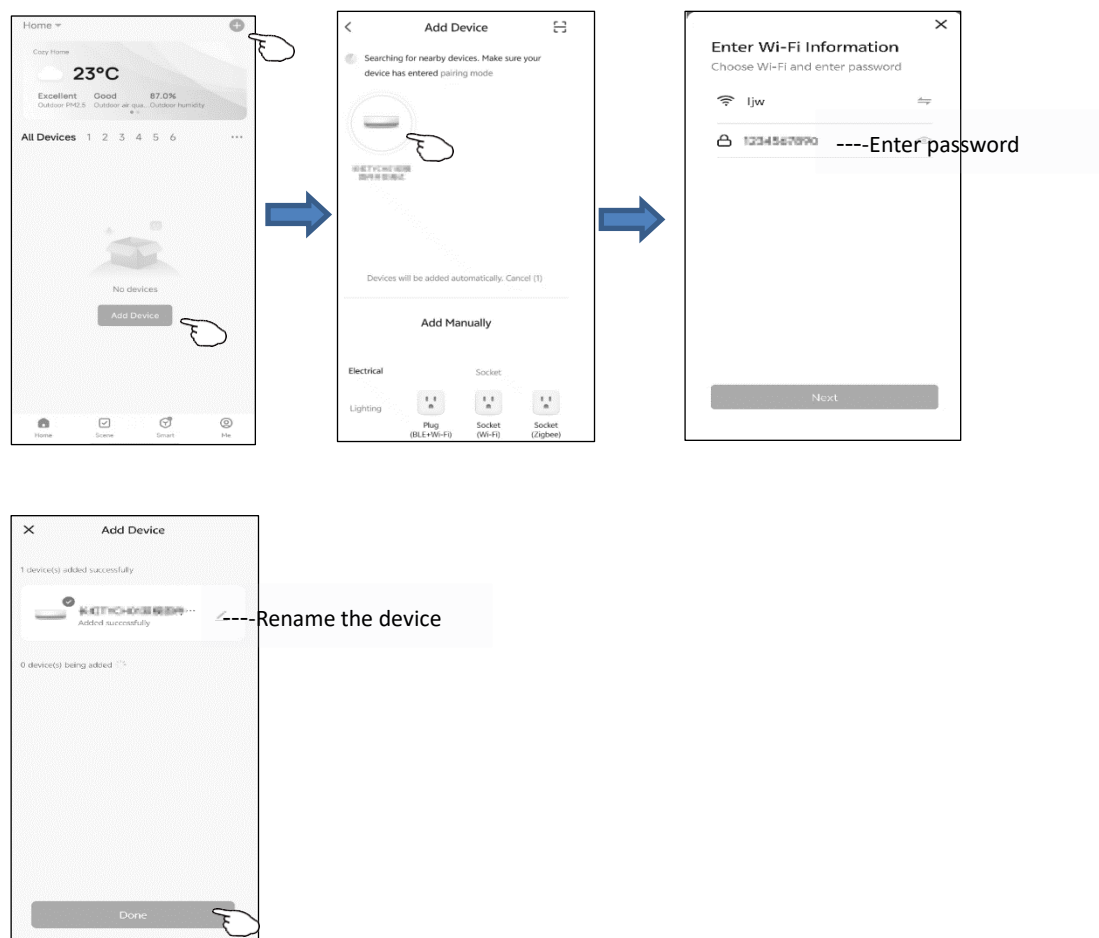 Home
Cozy Home
23°C
Excellent Good 87.0%
Outdoor PM2.5 Outdoor air qua... Outdoor humidity
All Devices 1 2 3 4 5 6 ...
No devices
Add Device
Home Scene Smart Me
Add Device
Searching for nearby devices. Make sure your
device has entered pairing mode
Devices will be added automatically. Cancel (1)
Add Manually
Electrical Socket
Lighting
Plug Socket Socket
(BLE+Wi-Fi) (Wi-Fi) (Zigbee)
Enter Wi-Fi Information
Choose Wi-Fi and enter password
ljw
1234567890 ----Enter password
Next
Add Device
1 device(s) added successfully
Added successfully
----Rename the device
0 device(s) being added
Done